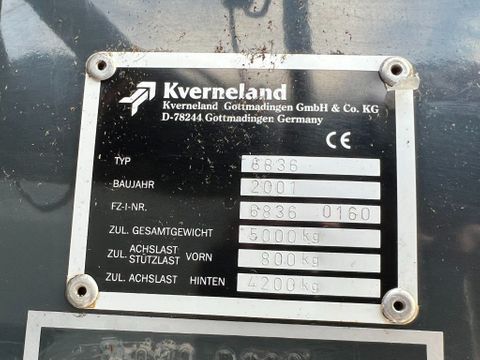 Kverneland
Kverneland Gottmadingen GmbH & Co. KG
D-78244 Gottmadingen Germany
CE
TYP 6836
BAUJAHR 2001
FZ-I-NR. 6836 0160
ZUL. GESAMTGEWICHT 5000 kg
ZUL. ACHSLAST STÜTZLAST VORN 800 kg
ZUL. ACHSLAST HINTEN 4200 kg